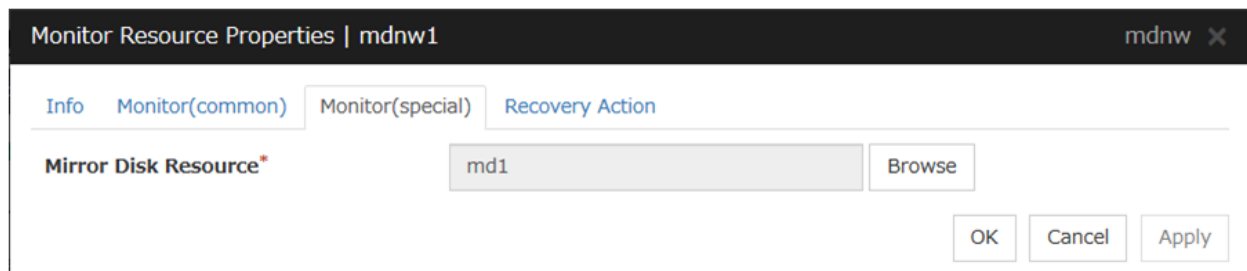 Monitor Resource Properties | mdnw1 mdnw ×
Info Monitor(common) Monitor(special) Recovery Action
Mirror Disk Resource* md1 Browse
OK Cancel Apply